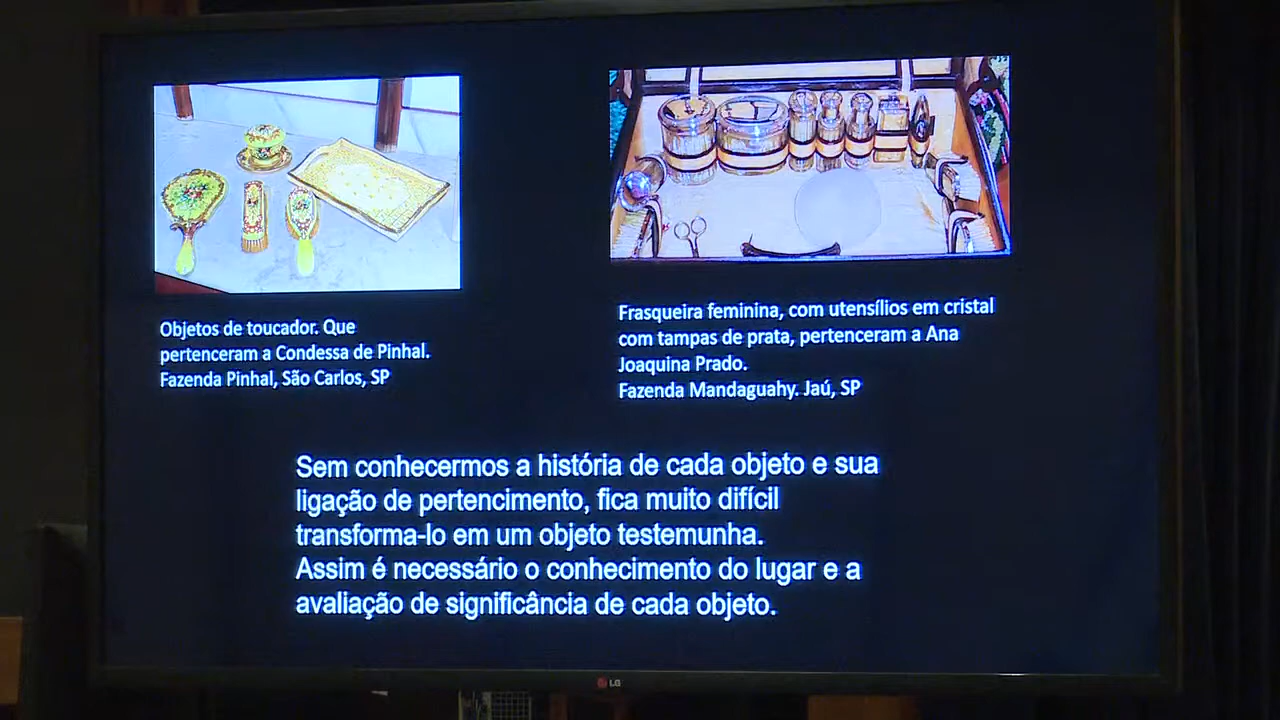 Objetos de toucador. Que
pertenceram a Condessa de Pinhal.
Fazenda Pinhal, São Carlos, SP
Frasqueira feminina, com utensílios em cristal
com tampas de prata, pertenceram a Ana
Joaquina Prado.
Fazenda Mandaguahy. Jaú, SP
Sem conhecermos a história de cada objeto e sua
ligação de pertencimento, fica muito difícil
transforma-lo em um objeto testemunha.
Assim é necessário o conhecimento do lugar e a
avaliação de significância de cada objeto.
LG